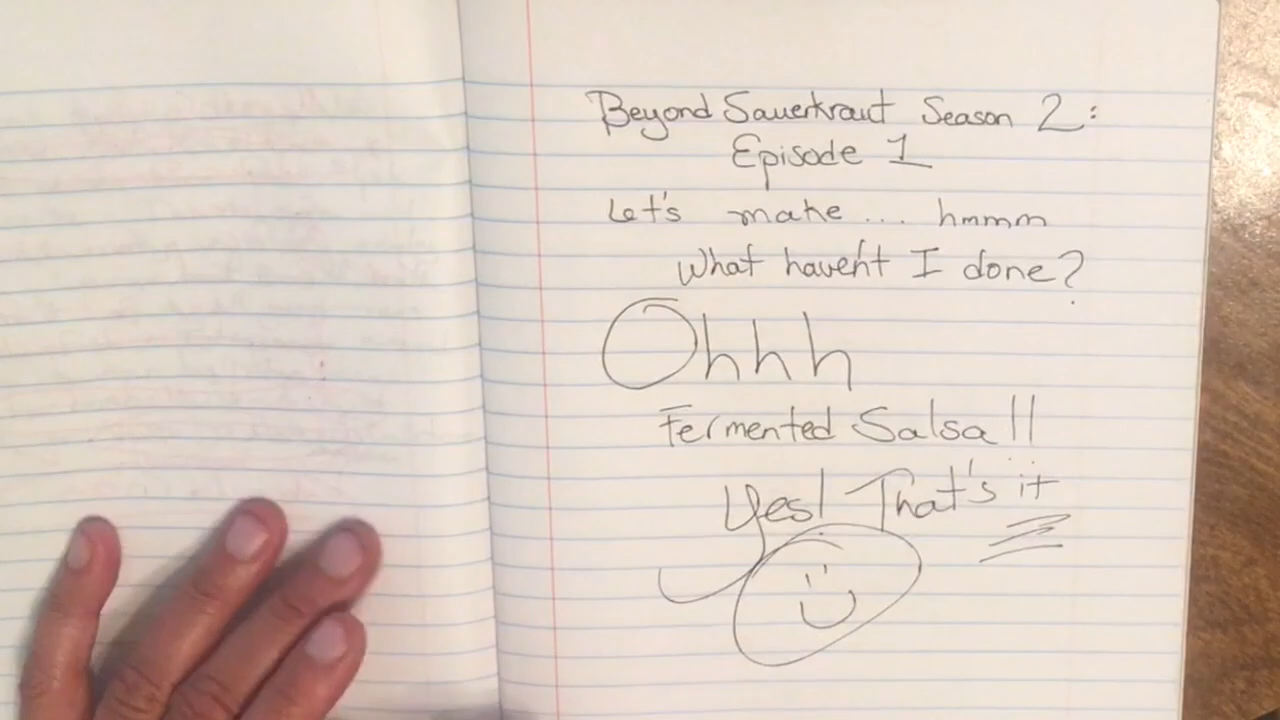 Beyond Sauerkraut Season 2:
Episode 1
Let's make ... hmmm
What haven't I done?
Ohhh
Fermented Salsa!!
Yes! That's it